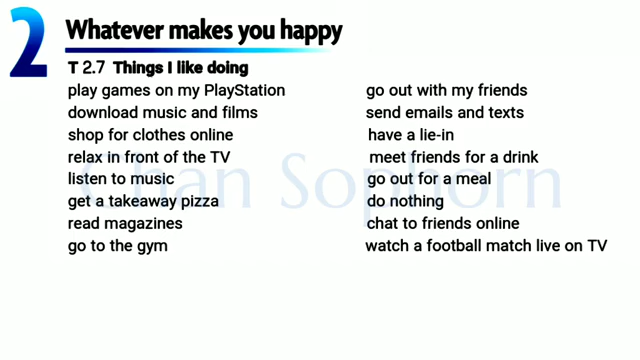 2 Whatever makes you happy
T 2.7 Things I like doing
play games on my PlayStation
download music and films
shop for clothes online
relax in front of the TV
listen to music
get a takeaway pizza
read magazines
go to the gym
go out with my friends
send emails and texts
have a lie-in
meet friends for a drink
go out for a meal
do nothing
chat to friends online
watch a football match live on TV
Chan Sophorn